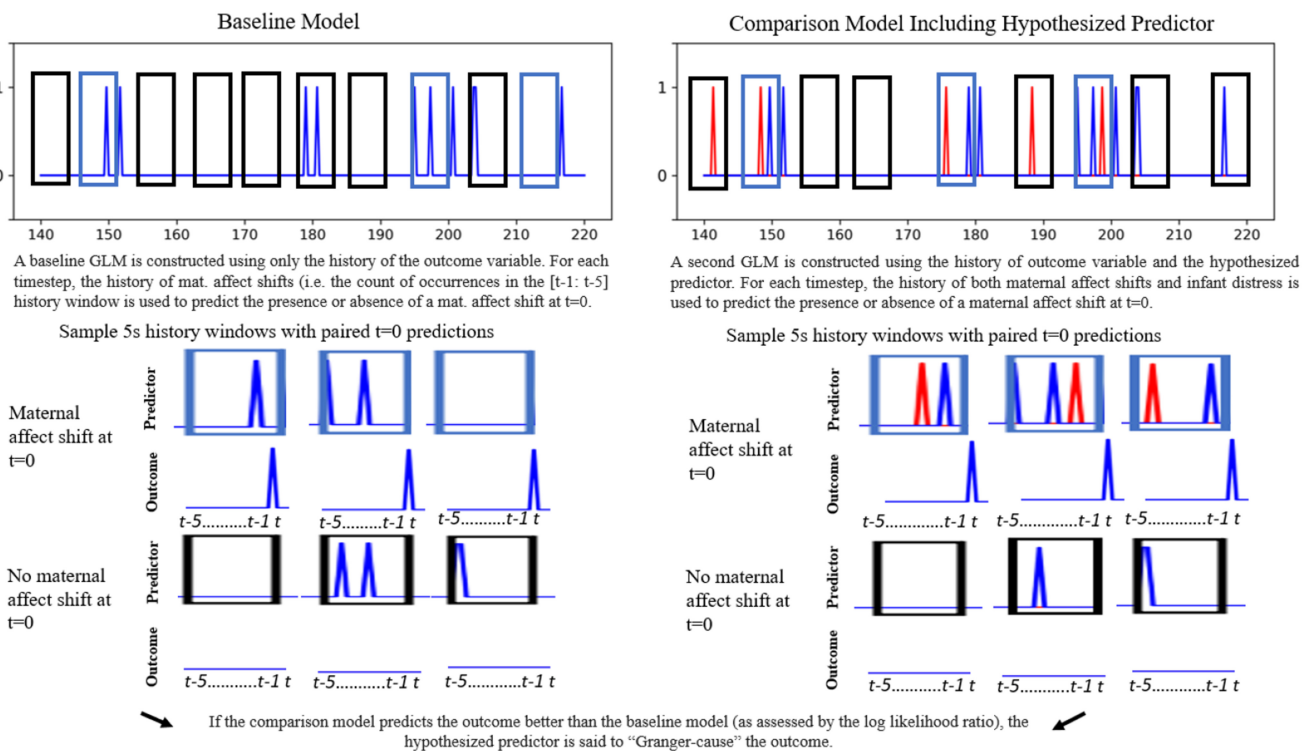 Baseline Model
1
0
140 150 160 170 180 190 200 210 220
A baseline GLM is constructed using only the history of the outcome variable. For each
timestep, the history of mat. affect shifts (i.e. the count of occurrences in the [t-1: t-5]
history window is used to predict the presence or absence of a mat. affect shift at t=0.
Sample 5s history windows with paired t=0 predictions
Maternal
affect shift at
t=0
Predictor
Outcome
t-5..........t-1 t t-5.........t-1 t t-5..........t-1 t
No maternal
affect shift at
t=0
Predictor
Outcome
t-5...........t-1 t t-5...........t-1 t t-5...........t-1 t
Comparison Model Including Hypothesized Predictor
1
0
140 150 160 170 180 190 200 210 220
A second GLM is constructed using the history of outcome variable and the hypothesized
predictor. For each timestep, the history of both maternal affect shifts and infant distress is
used to predict the presence or absence of a maternal affect shift at t=0.
Sample 5s history windows with paired t=0 predictions
Maternal
affect shift at
t=0
Predictor
Outcome
t-5............t-1 t t-5............t-1 t t-5...........t-1 t
No maternal
affect shift at
t=0
Predictor
Outcome
t-5...........t-1 t t-5...........t-1 t t-5...........t-1 t
If the comparison model predicts the outcome better than the baseline model (as assessed by the log likelihood ratio), the
hypothesized predictor is said to “Granger-cause” the outcome.